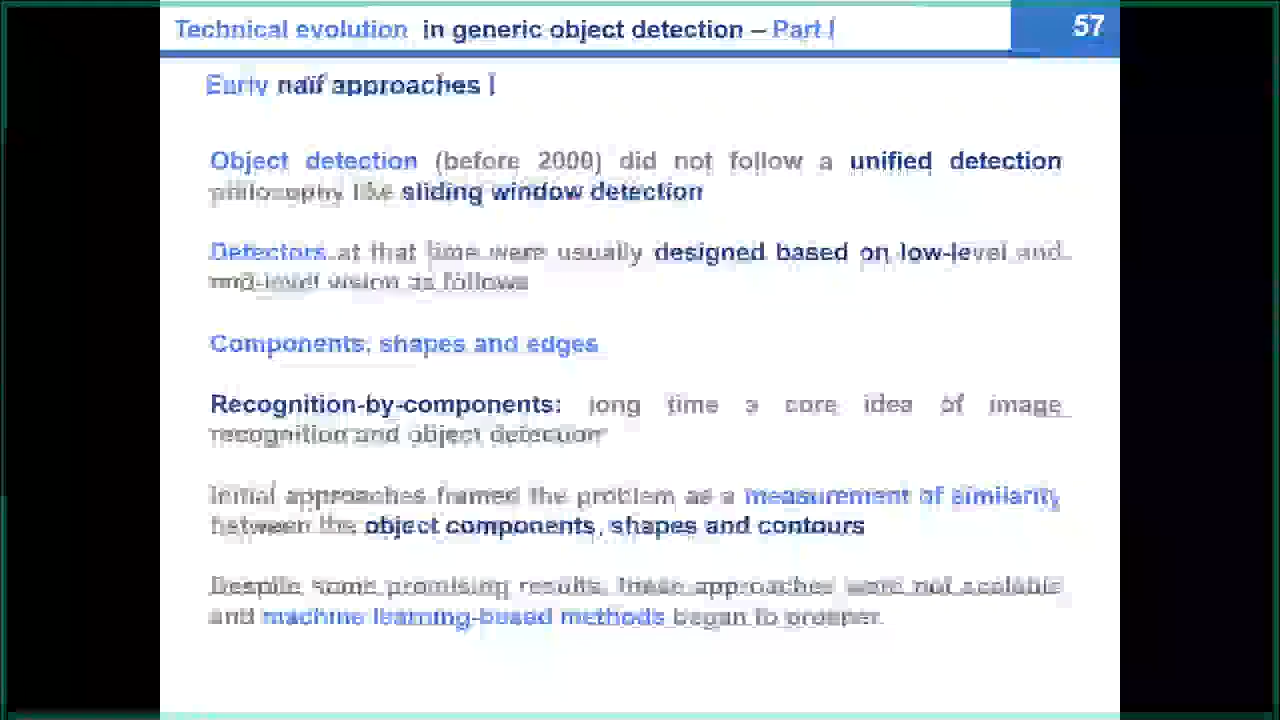 Technical evolution in generic object detection – Part I
57
Early naïf approaches I
Object detection (before 2000) did not follow a unified detection
philosophy like sliding window detection
Detectors at that time were usually designed based on low-level and
mid-level vision as follows
Components, shapes and edges
Recognition-by-components: long time a core idea of image
recognition and object detection
Initial approaches framed the problem as a measurement of similarity
between the object components, shapes and contours
Despite some promising results, these approaches were not scalable
and machine learning-based methods began to prosper.